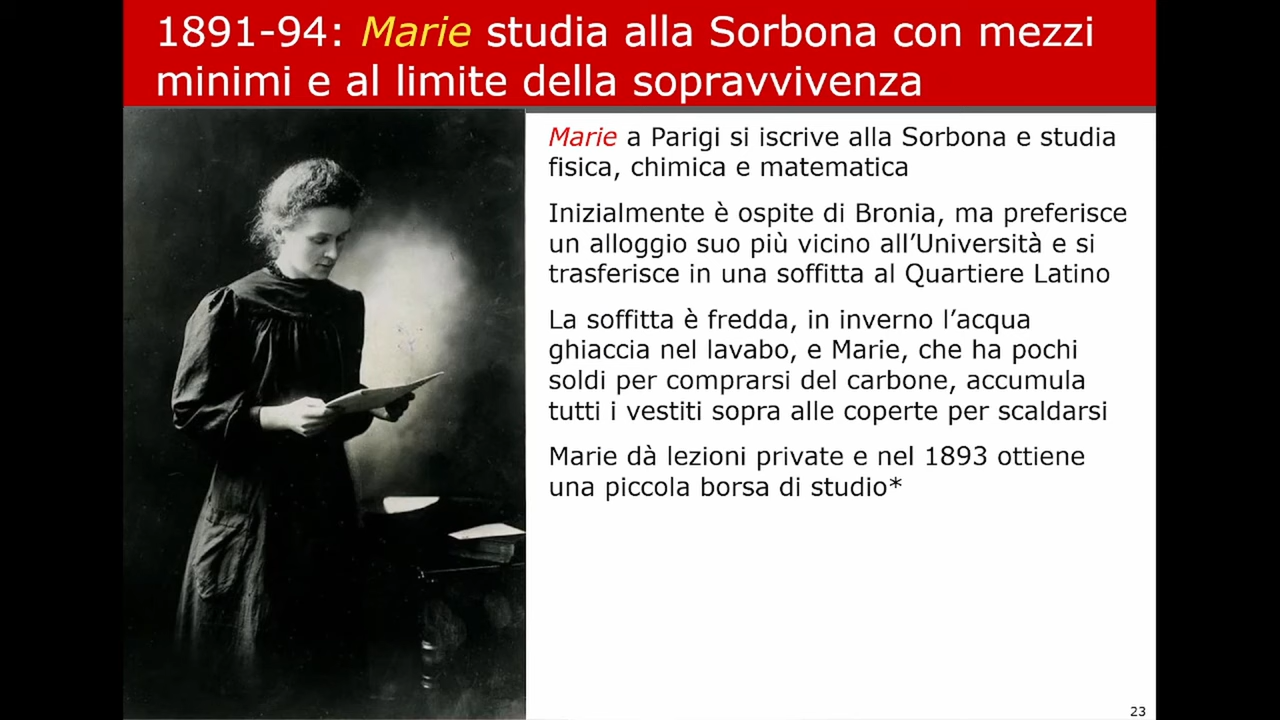 1891-94: Marie studia alla Sorbona con mezzi
minimi e al limite della sopravvivenza
Marie a Parigi si iscrive alla Sorbona e studia
fisica, chimica e matematica
Inizialmente è ospite di Bronia, ma preferisce
un alloggio suo più vicino all’Università e si
trasferisce in una soffitta al Quartiere Latino
La soffitta è fredda, in inverno l’acqua
ghiaccia nel lavabo, e Marie, che ha pochi
soldi per comprarsi del carbone, accumula
tutti i vestiti sopra alle coperte per scaldarsi
Marie dà lezioni private e nel 1893 ottiene
una piccola borsa di studio*
23